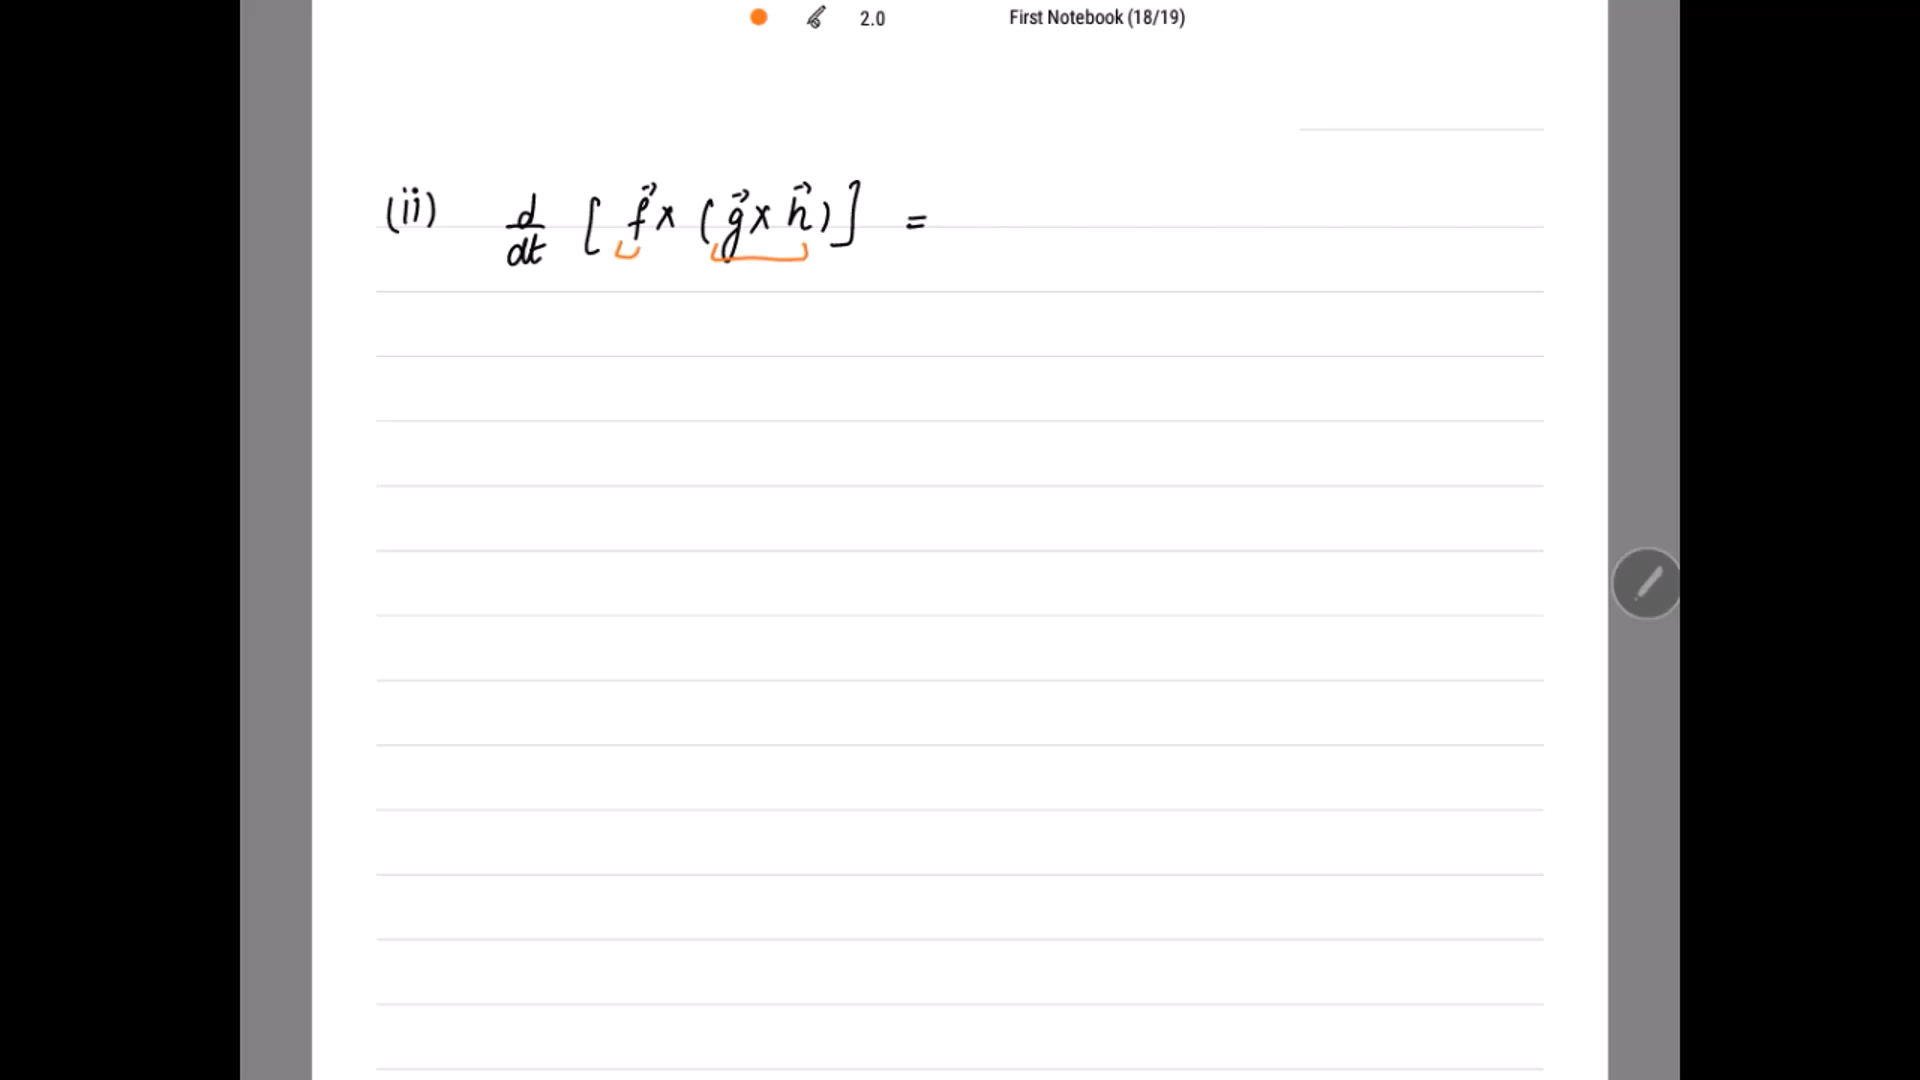 2.0 First Notebook (18/19)
(ii) d/dt [ f⃗ x (g⃗ x h⃗) ] =